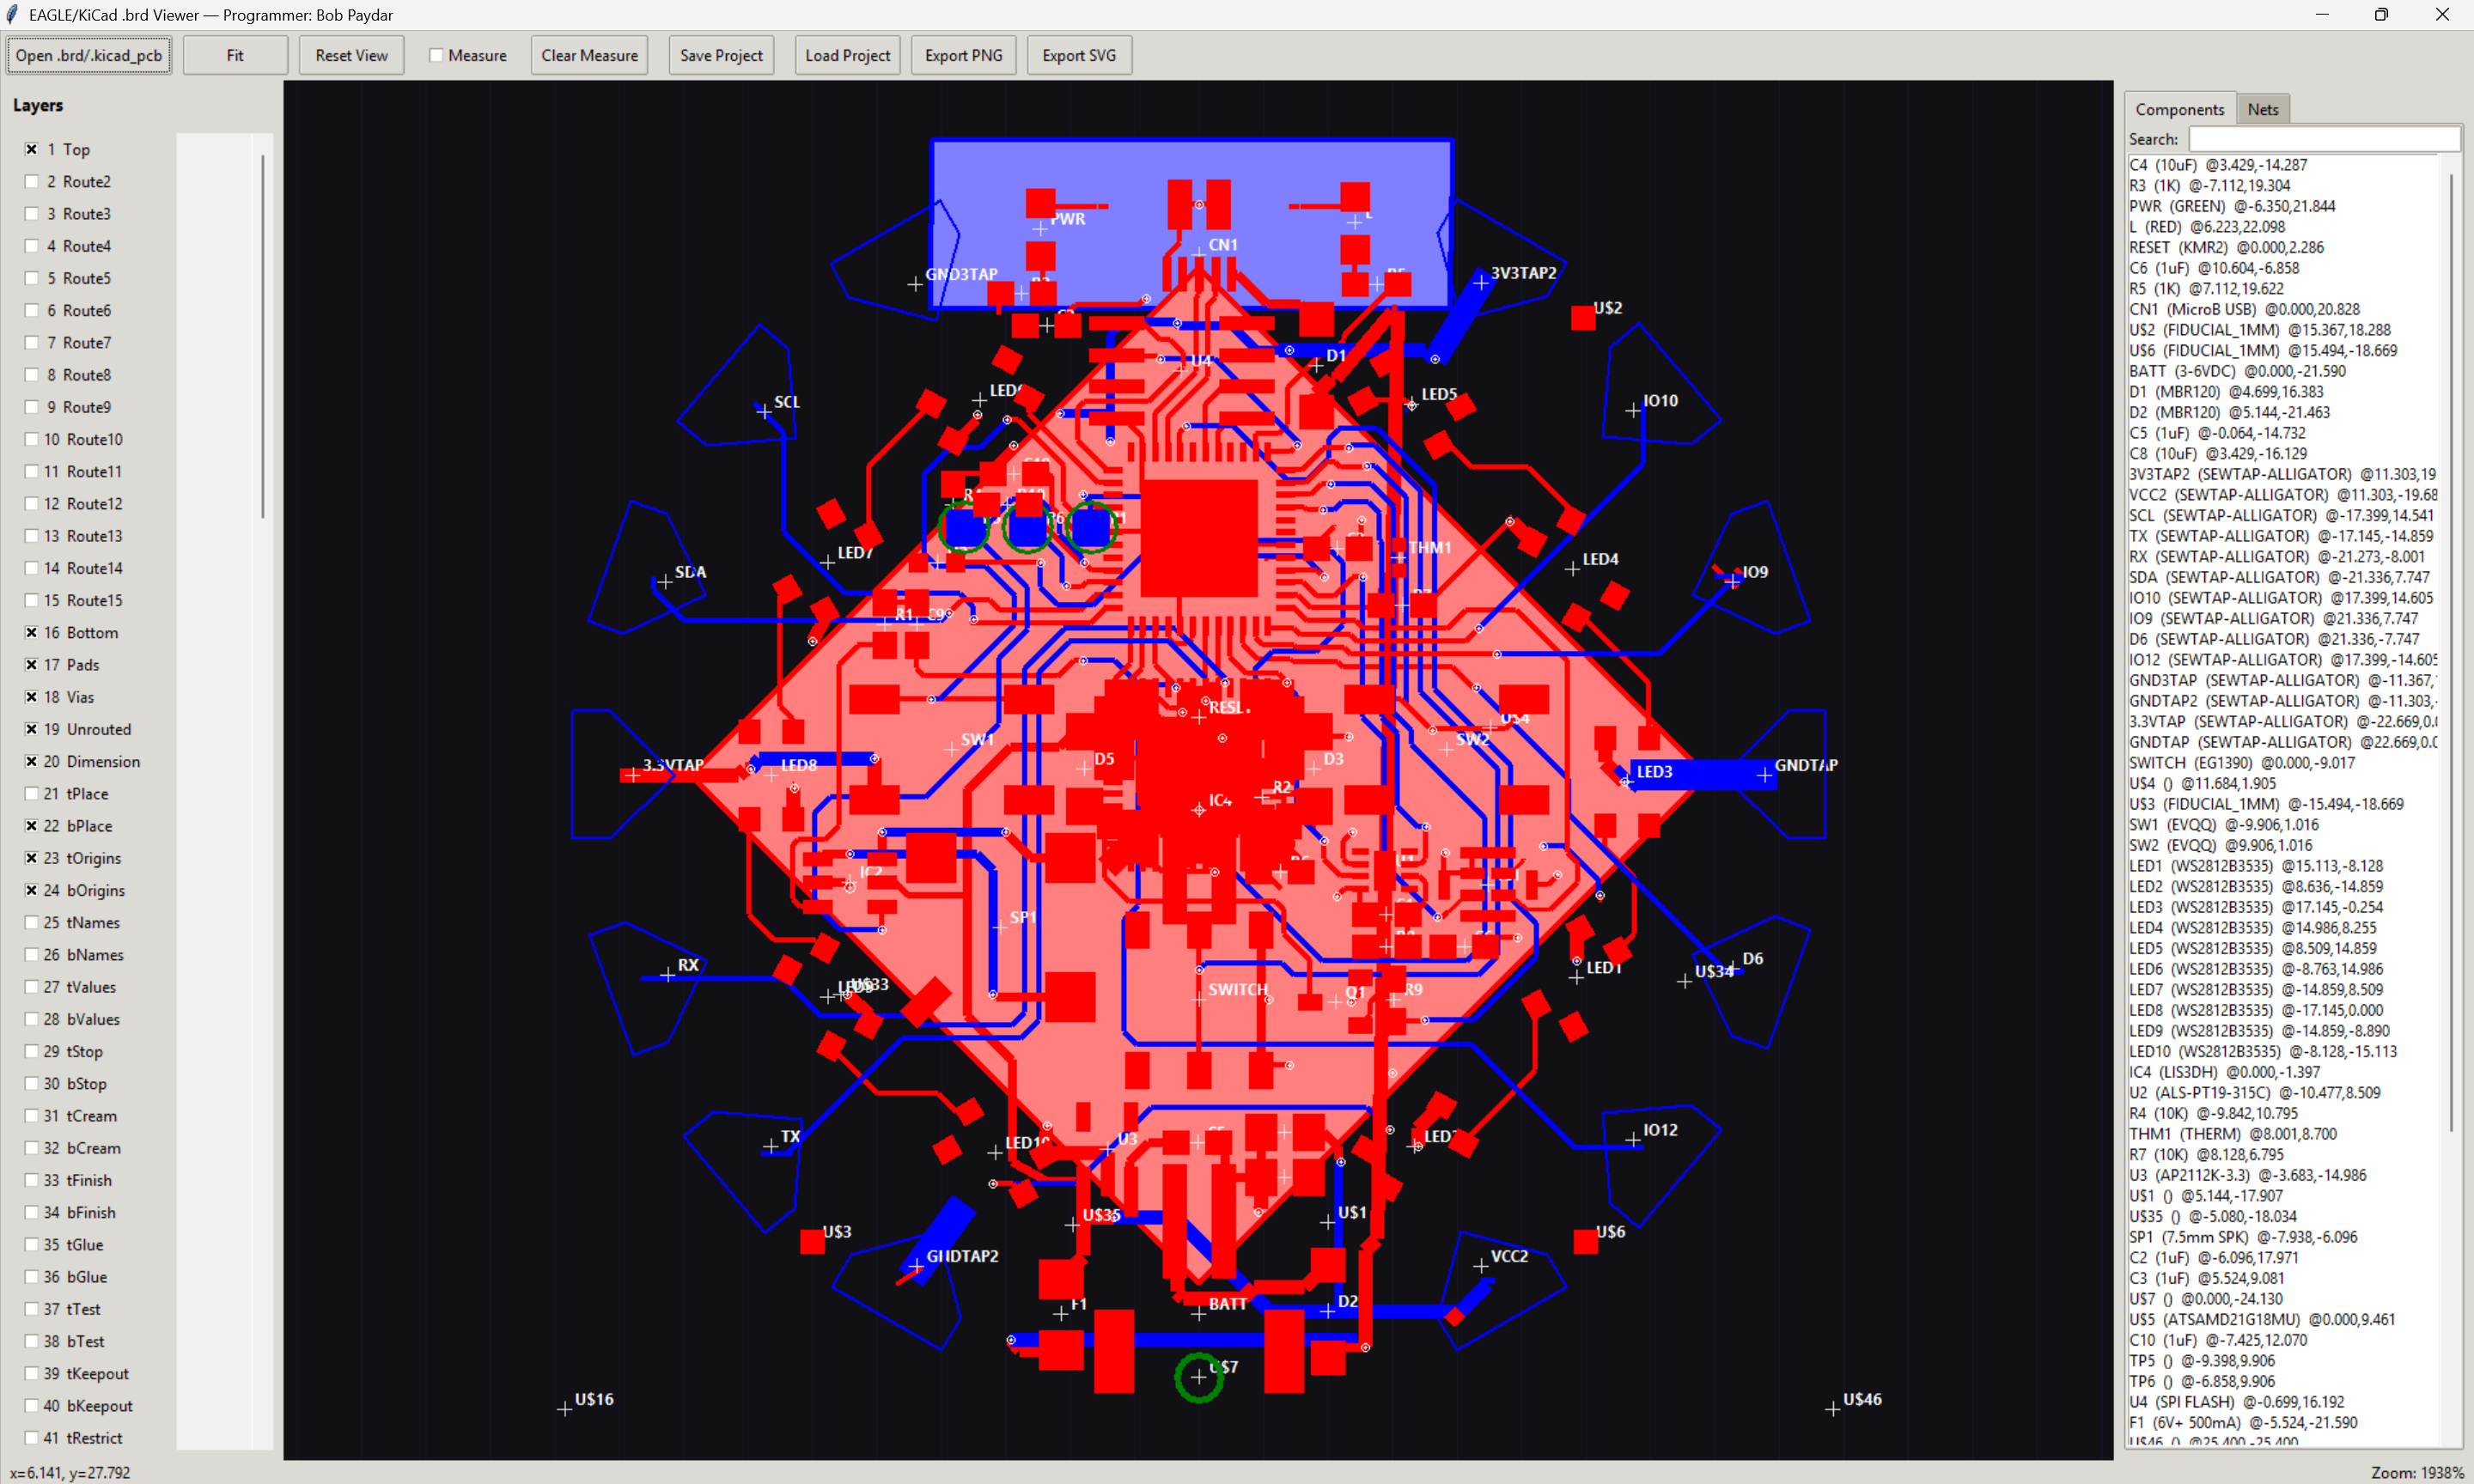 EAGLE/KiCad .brd Viewer — Programmer: Bob Paydar
Open .brd/.kicad_pcb Fit Reset View Measure Clear Measure Save Project Load Project Export PNG Export SVG
Layers
1 Top
2 Route2
3 Route3
4 Route4
5 Route5
6 Route6
7 Route7
8 Route8
9 Route9
10 Route10
11 Route11
12 Route12
13 Route13
14 Route14
15 Route15
16 Bottom
17 Pads
18 Vias
19 Unrouted
20 Dimension
21 tPlace
22 bPlace
23 tOrigins
24 bOrigins
25 tNames
26 bNames
27 tValues
28 bValues
29 tStop
30 bStop
31 tCream
32 bCream
33 tFinish
34 bFinish
35 tGlue
36 bGlue
37 tTest
38 bTest
39 tKeepout
40 bKeepout
41 tRestrict
x=6.141, y=27.792
PWR
CN1
GND3TAP
3V3TAP2
U$2
D1
U4
LED5
SCL
IO10
THM1
LED7
LED4
SDA
IO9
R1
C9
SW1
SW2
U$4
D5
D3
3.3VTAP
LED8
LED3
GNDTAP
IC4
R2
IC2
SP1
RX
LED1
U$34
D6
U$33
SWITCH
Q1
R9
TX
U3
IO12
U$35
U$1
U$3
U$6
GNDTAP2
VCC2
F1
BATT
D2
U$7
U$16
U$46
Components Nets
Search:
C4 (10uF) @3.429,-14.287
R3 (1K) @-7.112,19.304
PWR (GREEN) @-6.350,21.844
L (RED) @6.223,22.098
RESET (KMR2) @0.000,2.286
C6 (1uF) @10.604,-6.858
R5 (1K) @7.112,19.622
CN1 (MicroB USB) @0.000,20.828
U$2 (FIDUCIAL_1MM) @15.367,18.288
U$6 (FIDUCIAL_1MM) @15.494,-18.669
BATT (3-6VDC) @0.000,-21.590
D1 (MBR120) @4.699,16.383
D2 (MBR120) @5.144,-21.463
C5 (1uF) @-0.064,-14.732
C8 (10uF) @3.429,-16.129
3V3TAP2 (SEWTAP-ALLIGATOR) @11.303,19
VCC2 (SEWTAP-ALLIGATOR) @11.303,-19.68
SCL (SEWTAP-ALLIGATOR) @-17.399,14.541
TX (SEWTAP-ALLIGATOR) @-17.145,-14.859
RX (SEWTAP-ALLIGATOR) @-21.273,-8.001
SDA (SEWTAP-ALLIGATOR) @-21.336,7.747
IO10 (SEWTAP-ALLIGATOR) @17.399,14.605
IO9 (SEWTAP-ALLIGATOR) @21.336,7.747
D6 (SEWTAP-ALLIGATOR) @21.336,-7.747
IO12 (SEWTAP-ALLIGATOR) @17.399,-14.605
GND3TAP (SEWTAP-ALLIGATOR) @-11.367,
GNDTAP2 (SEWTAP-ALLIGATOR) @-11.303,-
3.3VTAP (SEWTAP-ALLIGATOR) @-22.669,0.0
GNDTAP (SEWTAP-ALLIGATOR) @22.669,0.0
SWITCH (EG1390) @0.000,-9.017
U$4 () @11.684,1.905
U$3 (FIDUCIAL_1MM) @-15.494,-18.669
SW1 (EVQQ) @-9.906,1.016
SW2 (EVQQ) @9.906,1.016
LED1 (WS2812B3535) @15.113,-8.128
LED2 (WS2812B3535) @8.636,-14.859
LED3 (WS2812B3535) @17.145,-0.254
LED4 (WS2812B3535) @14.986,8.255
LED5 (WS2812B3535) @8.509,14.859
LED6 (WS2812B3535) @-8.763,14.986
LED7 (WS2812B3535) @-14.859,8.509
LED8 (WS2812B3535) @-17.145,0.000
LED9 (WS2812B3535) @-14.859,-8.890
LED10 (WS2812B3535) @-8.128,-15.113
IC4 (LIS3DH) @0.000,-1.397
U2 (ALS-PT19-315C) @-10.477,8.509
R4 (10K) @-9.842,10.795
THM1 (THERM) @8.001,8.700
R7 (10K) @8.128,6.795
U3 (AP2112K-3.3) @-3.683,-14.986
U$1 () @5.144,-17.907
U$35 () @-5.080,-18.034
SP1 (7.5mm SPK) @-7.938,-6.096
C2 (1uF) @-6.096,17.971
C3 (1uF) @5.524,9.081
U$7 () @0.000,-24.130
U$5 (ATSAMD21G18MU) @0.000,9.461
C10 (1uF) @-7.425,12.070
TP5 () @-9.398,9.906
TP6 () @-6.858,9.906
U4 (SPI FLASH) @-0.699,16.192
F1 (6V+ 500mA) @-5.524,-21.590
U$46 () @25.400,-25.400
Zoom: 1938%